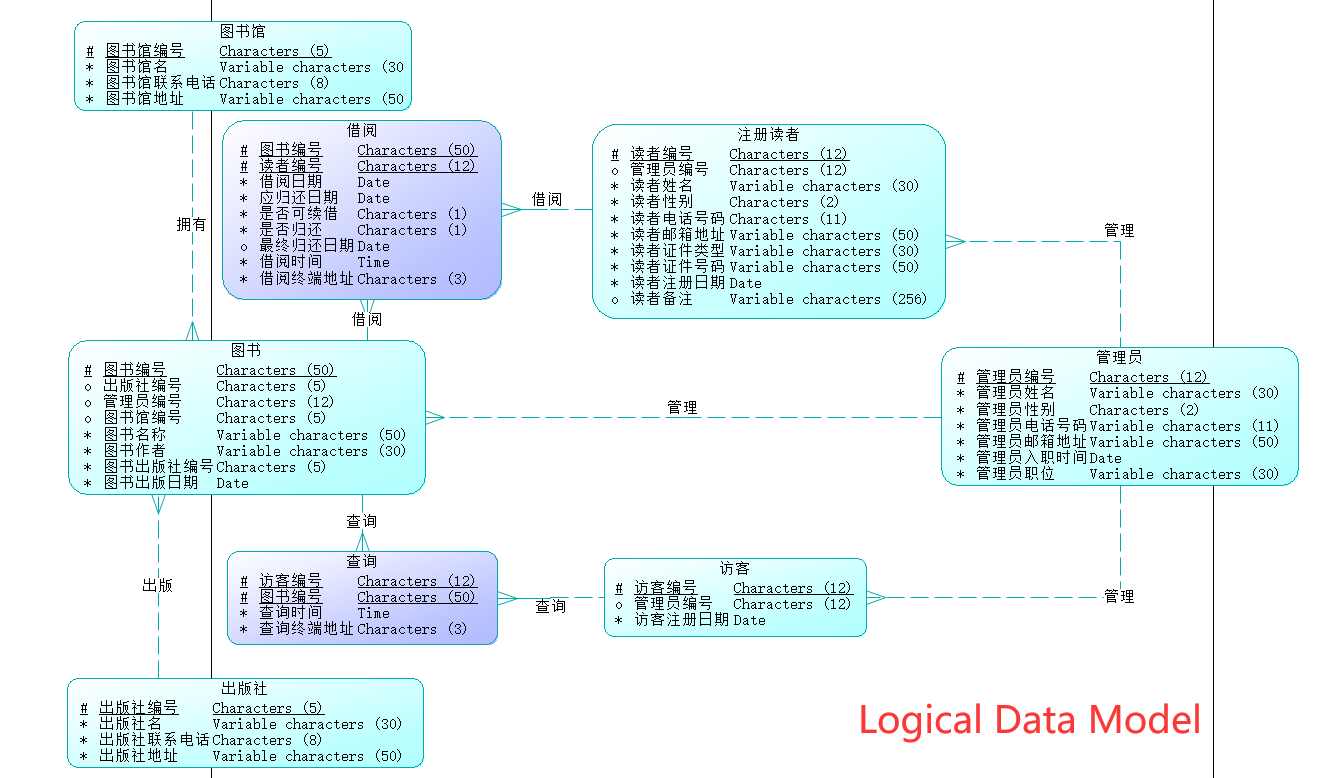 图书馆
# 图书馆编号 Characters (5)
* 图书馆名 Variable characters (30
* 图书馆联系电话 Characters (8)
* 图书馆地址 Variable characters (50
借阅
# 图书编号 Characters (50)
# 读者编号 Characters (12)
* 借阅日期 Date
* 应归还日期 Date
* 是否可续借 Characters (1)
* 是否归还 Characters (1)
o 最终归还日期 Date
* 借阅时间 Time
* 借阅终端地址 Characters (3)
借阅
注册读者
# 读者编号 Characters (12)
o 管理员编号 Characters (12)
* 读者姓名 Variable characters (30)
* 读者性别 Characters (2)
* 读者电话号码 Characters (11)
* 读者邮箱地址 Variable characters (50)
* 读者证件类型 Variable characters (30)
* 读者证件号码 Variable characters (50)
* 读者注册日期 Date
o 读者备注 Variable characters (256)
拥有
管理
借阅
图书
# 图书编号 Characters (50)
o 出版社编号 Characters (5)
o 管理员编号 Characters (12)
o 图书馆编号 Characters (5)
* 图书名称 Variable characters (50)
* 图书作者 Variable characters (30)
* 图书出版社编号 Characters (5)
* 图书出版日期 Date
管理
管理员
# 管理员编号 Characters (12)
* 管理员姓名 Variable characters (30)
* 管理员性别 Characters (2)
* 管理员电话号码 Variable characters (11)
* 管理员邮箱地址 Variable characters (50)
* 管理员入职时间 Date
* 管理员职位 Variable characters (30)
查询
查询
# 访客编号 Characters (12)
# 图书编号 Characters (50)
* 查询时间 Time
* 查询终端地址 Characters (3)
查询
访客
# 访客编号 Characters (12)
o 管理员编号 Characters (12)
* 访客注册日期 Date
管理
出版
出版社
# 出版社编号 Characters (5)
* 出版社名 Variable characters (30)
* 出版社联系电话 Characters (8)
* 出版社地址 Variable characters (50)
Logical Data Model